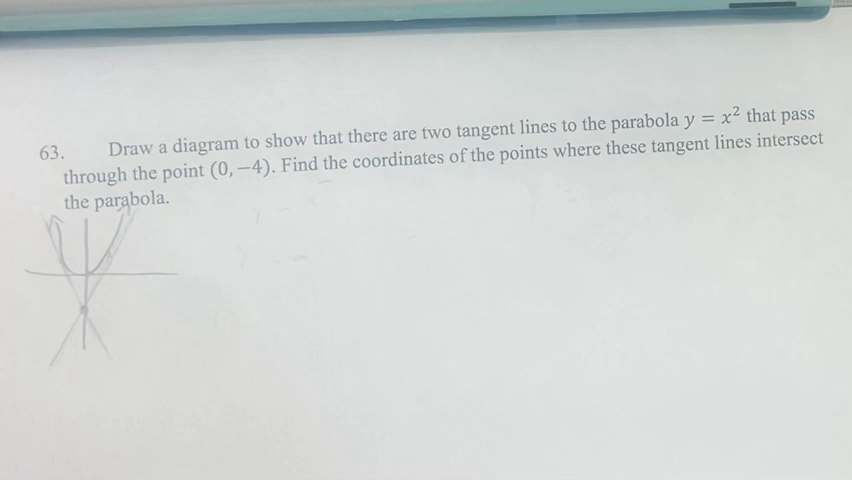 63. Draw a diagram to show that there are two tangent lines to the parabola y = x² that pass
through the point (0, −4). Find the coordinates of the points where these tangent lines intersect
the parabola.